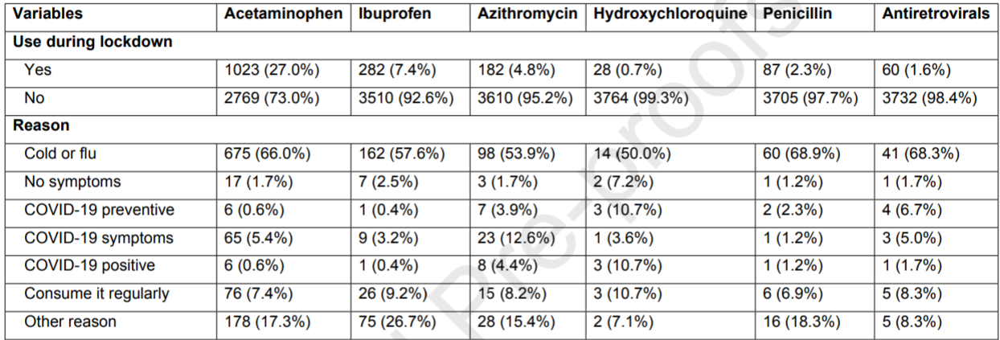 Variables Acetaminophen Ibuprofen Azithromycin Hydroxychloroquine Penicillin Antiretrovirals
Use during lockdown
Yes 1023 (27.0%) 282 (7.4%) 182 (4.8%) 28 (0.7%) 87 (2.3%) 60 (1.6%)
No 2769 (73.0%) 3510 (92.6%) 3610 (95.2%) 3764 (99.3%) 3705 (97.7%) 3732 (98.4%)
Reason
Cold or flu 675 (66.0%) 162 (57.6%) 98 (53.9%) 14 (50.0%) 60 (68.9%) 41 (68.3%)
No symptoms 17 (1.7%) 7 (2.5%) 3 (1.7%) 2 (7.2%) 1 (1.2%) 1 (1.7%)
COVID-19 preventive 6 (0.6%) 1 (0.4%) 7 (3.9%) 3 (10.7%) 2 (2.3%) 4 (6.7%)
COVID-19 symptoms 65 (5.4%) 9 (3.2%) 23 (12.6%) 1 (3.6%) 1 (1.2%) 3 (5.0%)
COVID-19 positive 6 (0.6%) 1 (0.4%) 8 (4.4%) 3 (10.7%) 1 (1.2%) 1 (1.7%)
Consume it regularly 76 (7.4%) 26 (9.2%) 15 (8.2%) 3 (10.7%) 6 (6.9%) 5 (8.3%)
Other reason 178 (17.3%) 75 (26.7%) 28 (15.4%) 2 (7.1%) 16 (18.3%) 5 (8.3%)
Pre-proofs